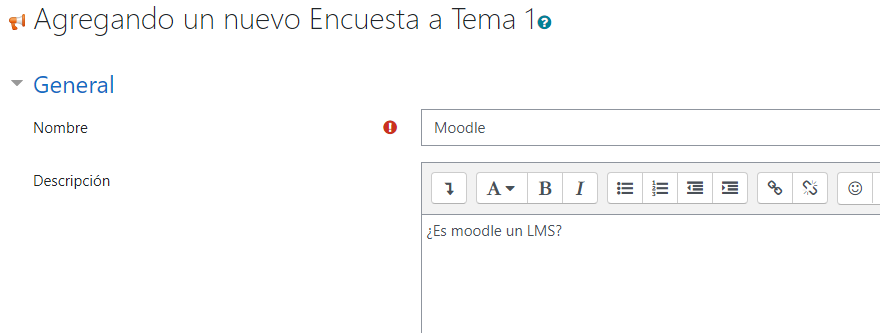 Agregando un nuevo Encuesta a Tema 1
General
Nombre
Moodle
Descripción
A B I
¿Es moodle un LMS?